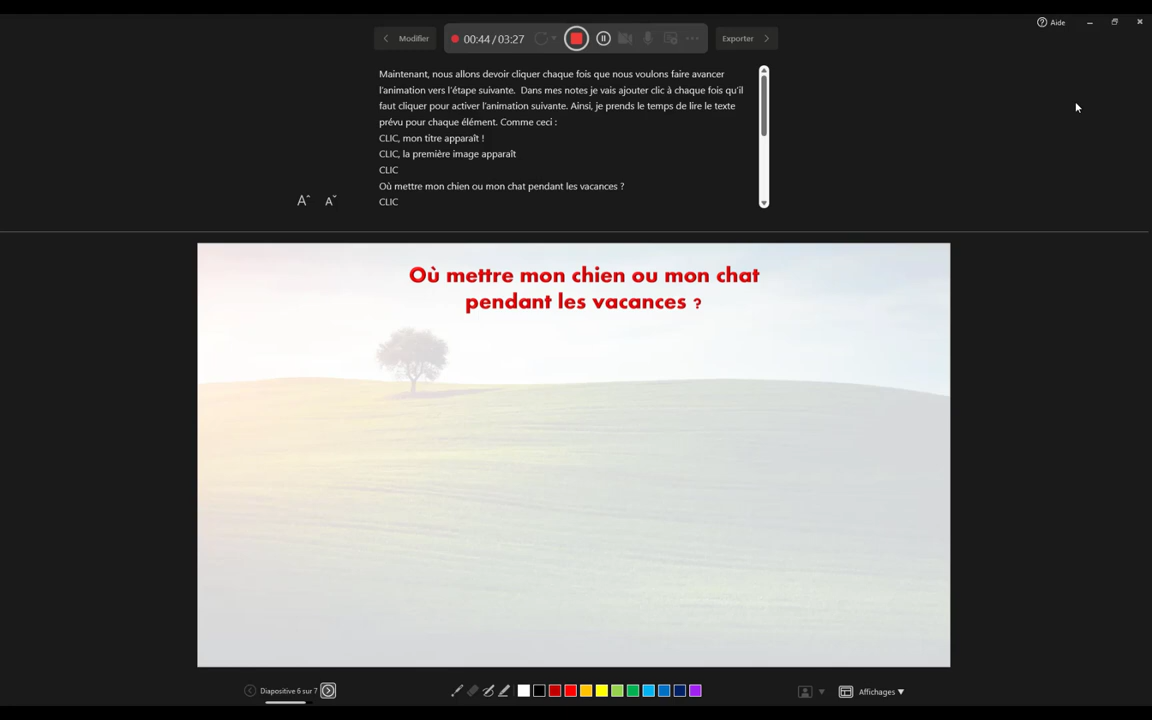 Aide
Modifier
00:44 / 03:27
Exporter
Maintenant, nous allons devoir cliquer chaque fois que nous voulons faire avancer
l'animation vers l'étape suivante.  Dans mes notes je vais ajouter clic à chaque fois qu'il
faut cliquer pour activer l'animation suivante. Ainsi, je prends le temps de lire le texte
prévu pour chaque élément. Comme ceci :
CLIC, mon titre apparaît !
CLIC, la première image apparaît
CLIC
Où mettre mon chien ou mon chat pendant les vacances ?
CLIC
A A
Où mettre mon chien ou mon chat
pendant les vacances ?
Diapositive 6 sur 7
Affichages